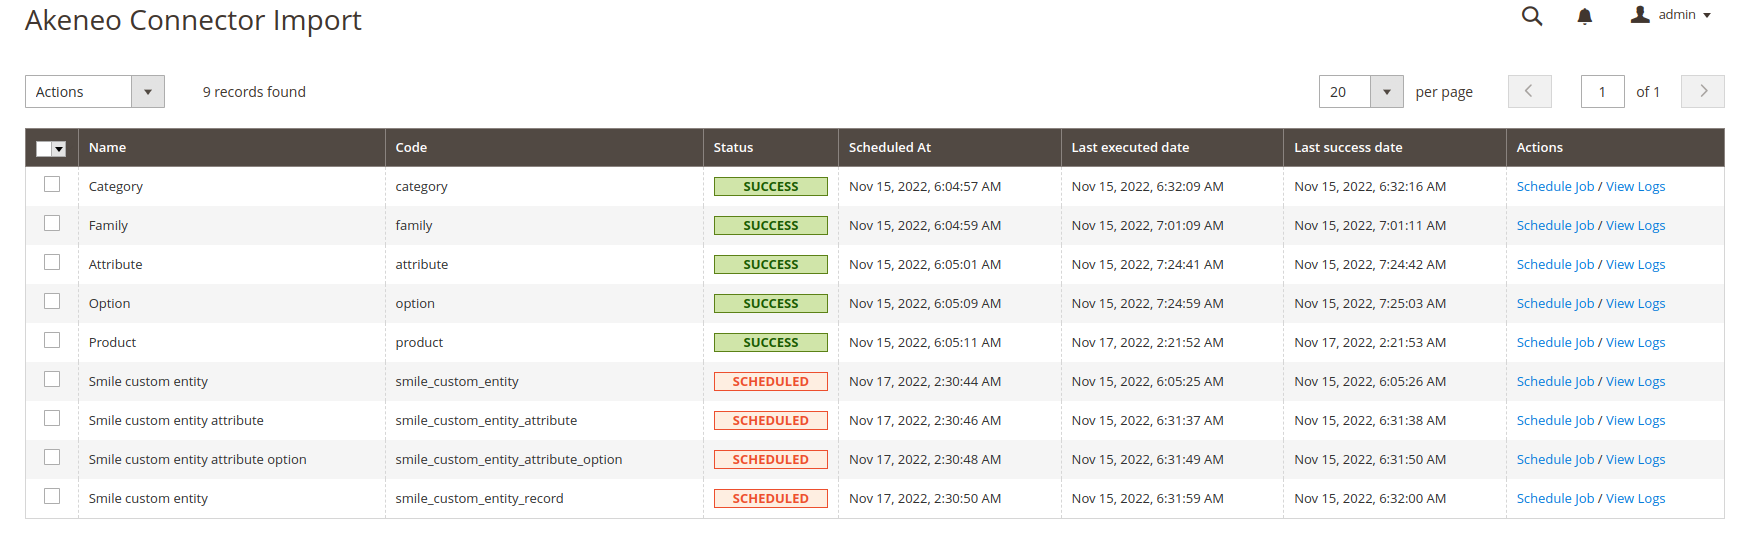 Akeneo Connector Import
admin
Actions 9 records found 20 per page 1 of 1
Name Code Status Scheduled At Last executed date Last success date Actions
Category category SUCCESS Nov 15, 2022, 6:04:57 AM Nov 15, 2022, 6:32:09 AM Nov 15, 2022, 6:32:16 AM Schedule Job / View Logs
Family family SUCCESS Nov 15, 2022, 6:04:59 AM Nov 15, 2022, 7:01:09 AM Nov 15, 2022, 7:01:11 AM Schedule Job / View Logs
Attribute attribute SUCCESS Nov 15, 2022, 6:05:01 AM Nov 15, 2022, 7:24:41 AM Nov 15, 2022, 7:24:42 AM Schedule Job / View Logs
Option option SUCCESS Nov 15, 2022, 6:05:09 AM Nov 15, 2022, 7:24:59 AM Nov 15, 2022, 7:25:03 AM Schedule Job / View Logs
Product product SUCCESS Nov 15, 2022, 6:05:11 AM Nov 17, 2022, 2:21:52 AM Nov 17, 2022, 2:21:53 AM Schedule Job / View Logs
Smile custom entity smile_custom_entity SCHEDULED Nov 17, 2022, 2:30:44 AM Nov 15, 2022, 6:05:25 AM Nov 15, 2022, 6:05:26 AM Schedule Job / View Logs
Smile custom entity attribute smile_custom_entity_attribute SCHEDULED Nov 17, 2022, 2:30:46 AM Nov 15, 2022, 6:31:37 AM Nov 15, 2022, 6:31:38 AM Schedule Job / View Logs
Smile custom entity attribute option smile_custom_entity_attribute_option SCHEDULED Nov 17, 2022, 2:30:48 AM Nov 15, 2022, 6:31:49 AM Nov 15, 2022, 6:31:50 AM Schedule Job / View Logs
Smile custom entity smile_custom_entity_record SCHEDULED Nov 17, 2022, 2:30:50 AM Nov 15, 2022, 6:31:59 AM Nov 15, 2022, 6:32:00 AM Schedule Job / View Logs